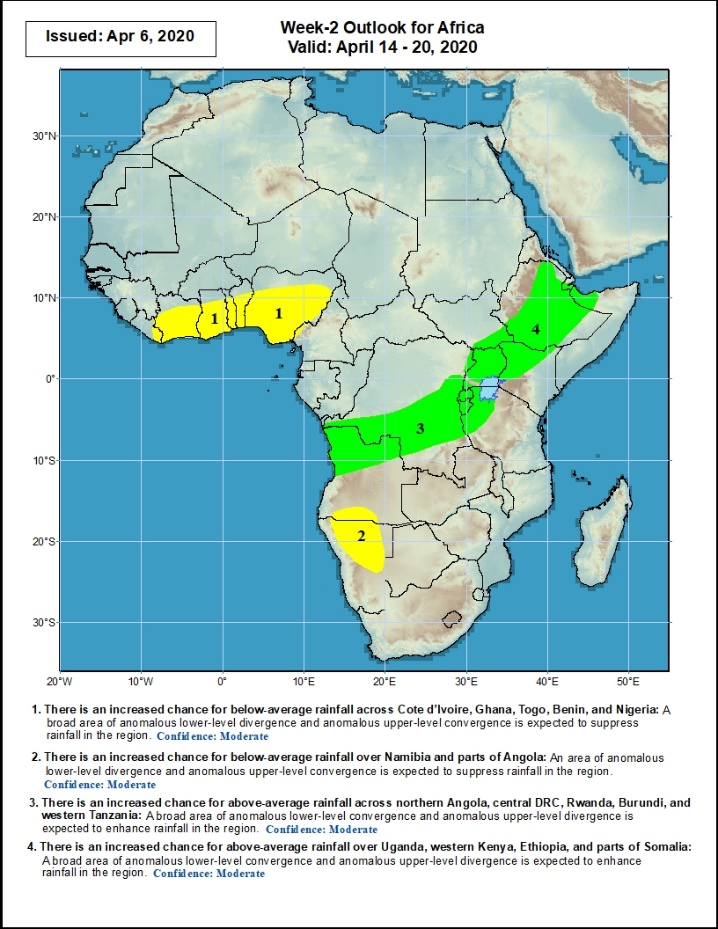 Issued: Apr 6, 2020
Week-2 Outlook for Africa
Valid: April 14 - 20, 2020
30°N
20°N
10°N
0°
10°S
20°S
30°S
1
1
4
3
2
20°W
10°W
0°
10°E
20°E
30°E
40°E
50°E
1. There is an increased chance for below-average rainfall across Cote d'Ivoire, Ghana, Togo, Benin, and Nigeria: A
broad area of anomalous lower-level divergence and anomalous upper-level convergence is expected to suppress
rainfall in the region. Confidence: Moderate
2. There is an increased chance for below-average rainfall over Namibia and parts of Angola: An area of anomalous
lower-level divergence and anomalous upper-level convergence is expected to suppress rainfall in the region.
Confidence: Moderate
3. There is an increased chance for above-average rainfall across northern Angola, central DRC, Rwanda, Burundi, and
western Tanzania: A broad area of anomalous lower-level convergence and anomalous upper-level divergence is
expected to enhance rainfall in the region. Confidence: Moderate
4. There is an increased chance for above-average rainfall over Uganda, western Kenya, Ethiopia, and parts of Somalia:
A broad area of anomalous lower-level convergence and anomalous upper-level divergence is expected to enhance
rainfall in the region. Confidence: Moderate